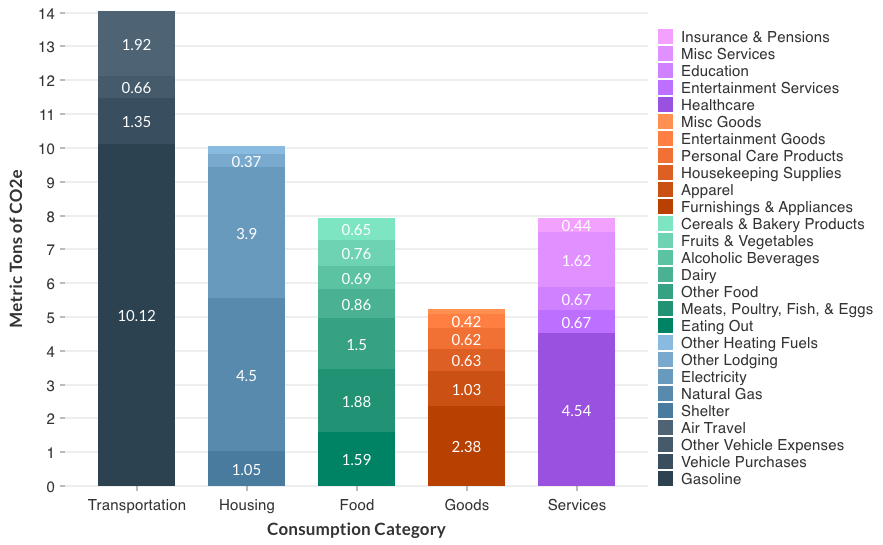 14
13
12
11
10
9
8
7
6
5
4
3
2
1
0
Metric Tons of CO2e
1.92
0.66
1.35
10.12
0.37
3.9
4.5
1.05
0.65
0.76
0.69
0.86
1.5
1.88
1.59
0.42
0.62
0.63
1.03
2.38
0.44
1.62
0.67
0.67
4.54
Transportation
Housing
Food
Goods
Services
Consumption Category
Insurance & Pensions
Misc Services
Education
Entertainment Services
Healthcare
Misc Goods
Entertainment Goods
Personal Care Products
Housekeeping Supplies
Apparel
Furnishings & Appliances
Cereals & Bakery Products
Fruits & Vegetables
Alcoholic Beverages
Dairy
Other Food
Meats, Poultry, Fish, & Eggs
Eating Out
Other Heating Fuels
Other Lodging
Electricity
Natural Gas
Shelter
Air Travel
Other Vehicle Expenses
Vehicle Purchases
Gasoline